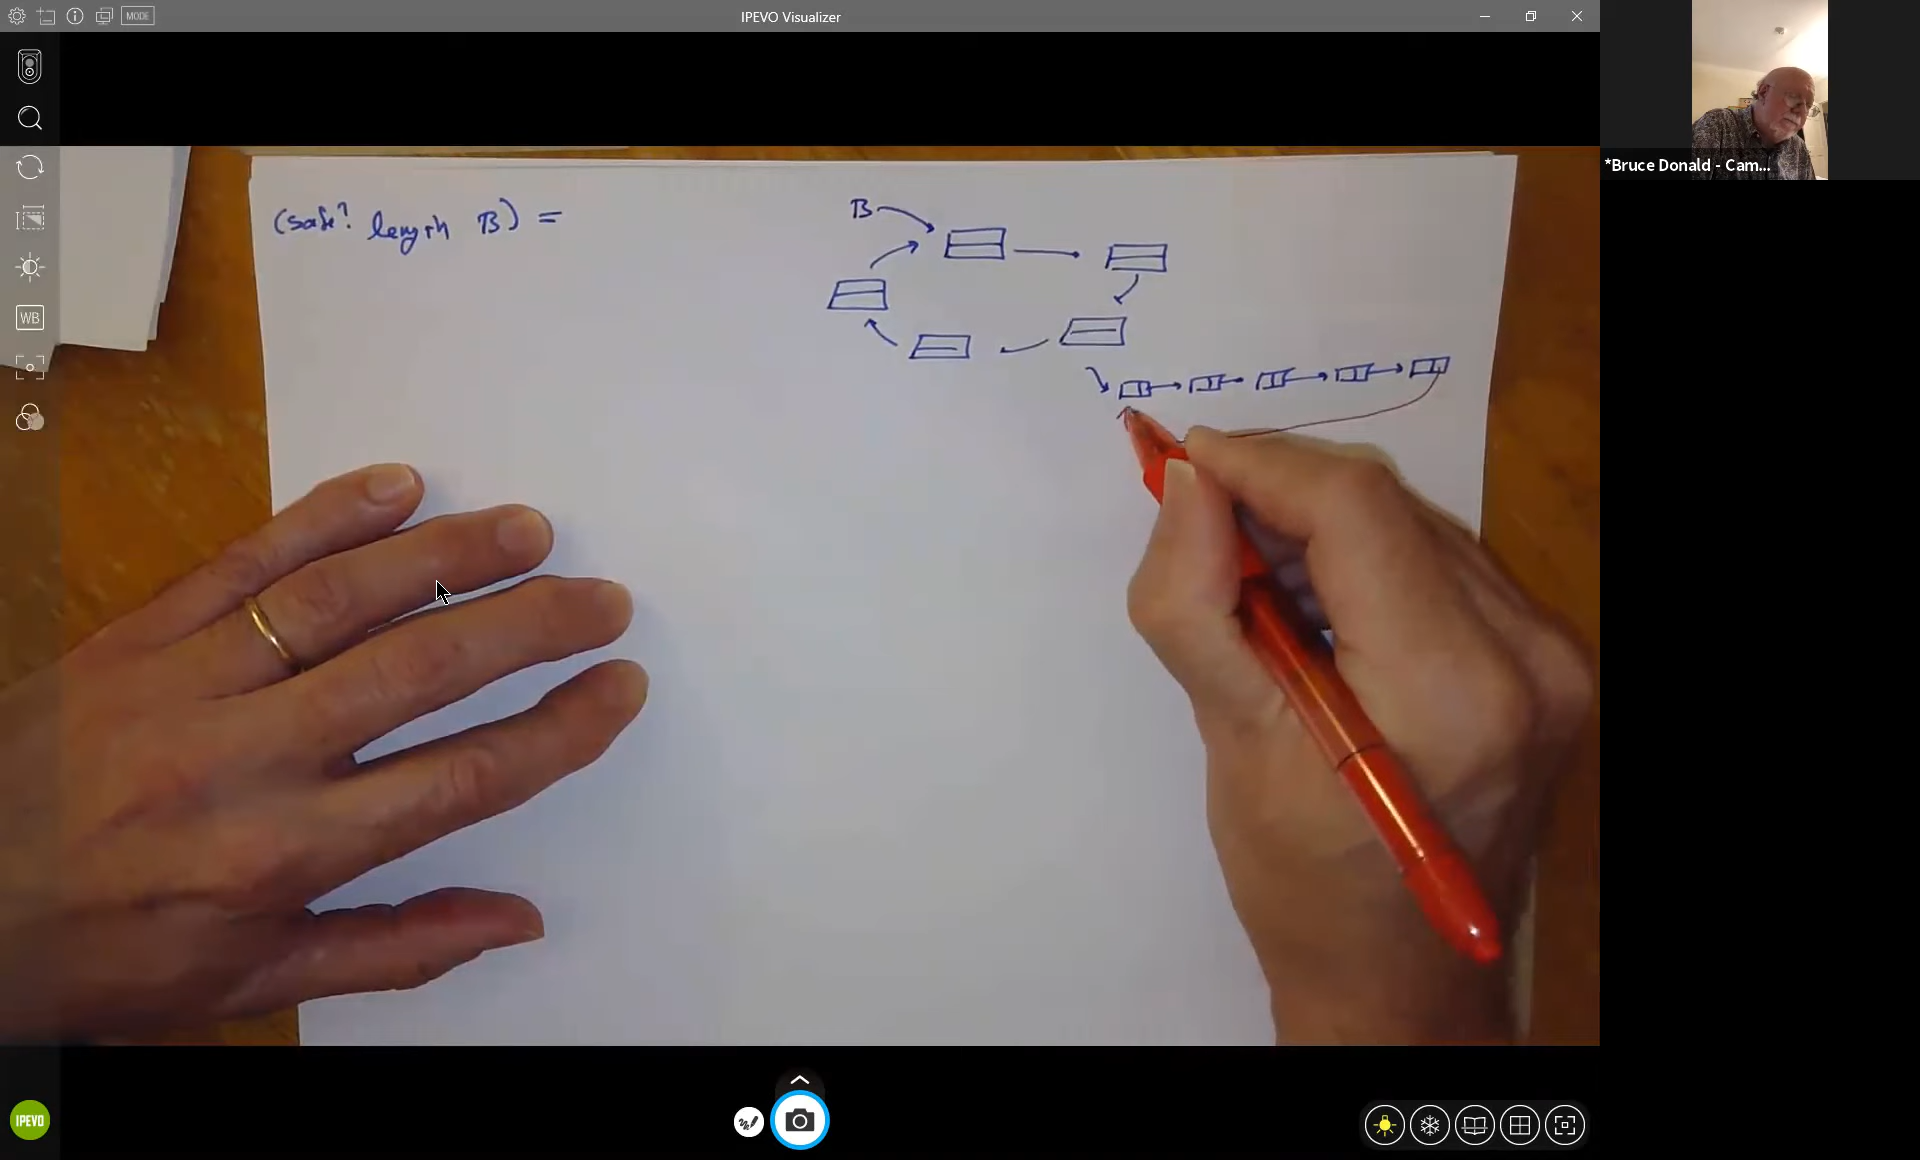 MODE
IPEVO Visualizer
*Bruce Donald - Cam...
(safe? length B) =
B
WB
IPEVO